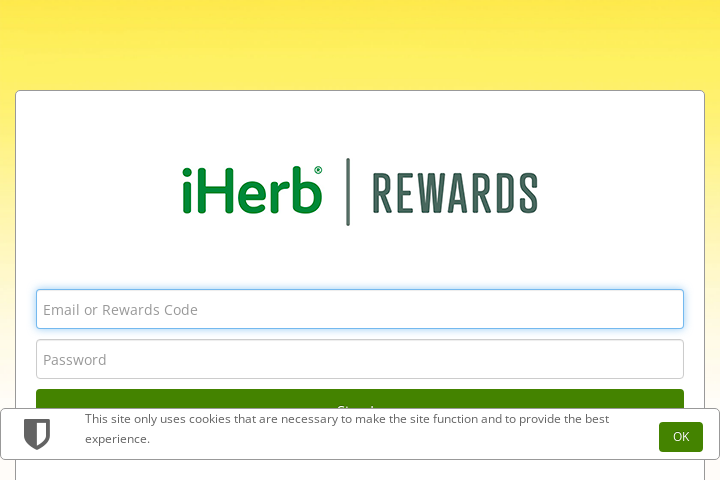 iHerb® | REWARDS
Email or Rewards Code
Password
This site only uses cookies that are necessary to make the site function and to provide the best
experience.
OK